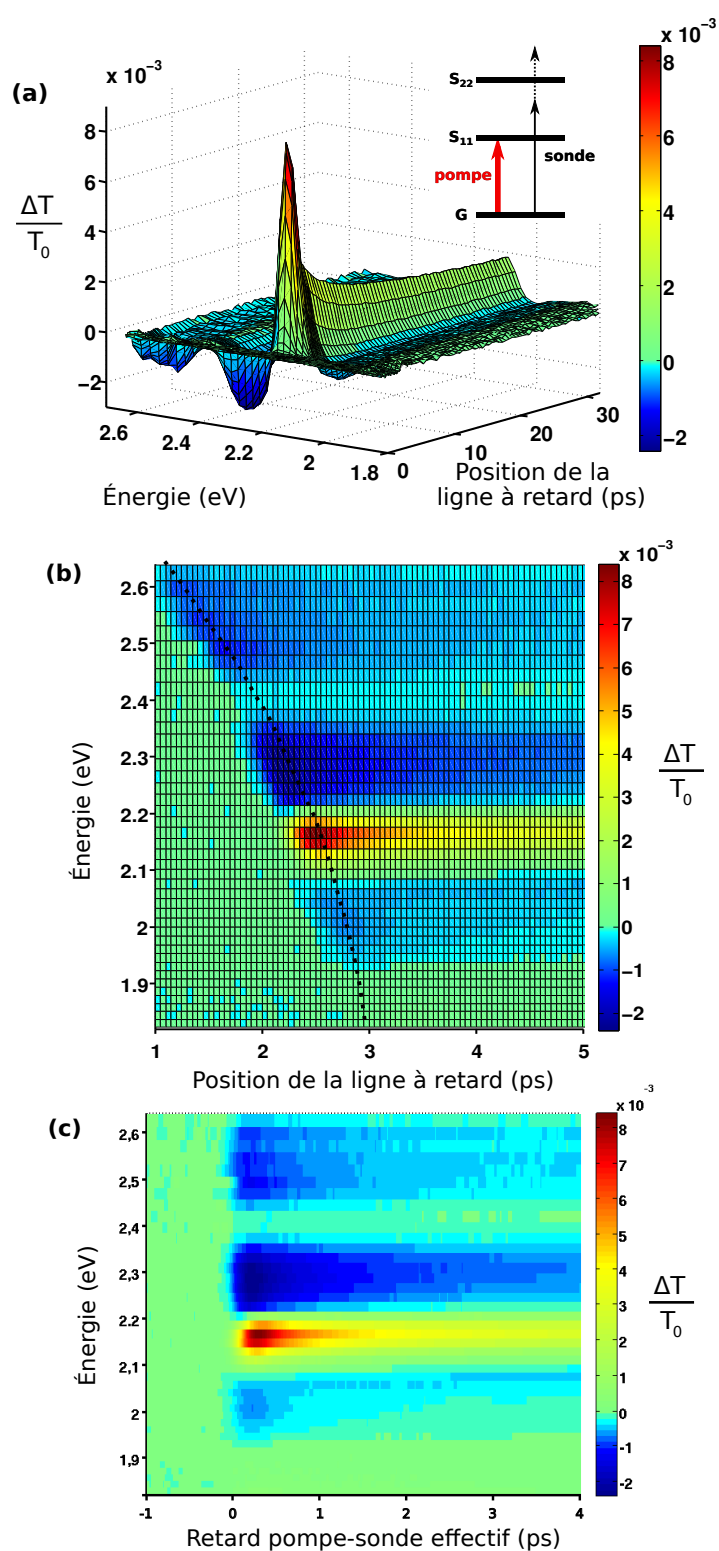 (a)
x 10⁻³
8
6
4
2
0
−2
ΔT
T₀
2.6
2.4
2.2
2
1.8
0
10
20
30
Énergie (eV)
Position de la
ligne à retard (ps)
S₂₂
S₁₁
sonde
pompe
G
x 10⁻³
8
6
4
2
0
−2
(b)
2.6
2.5
2.4
2.3
2.2
2.1
2
1.9
Énergie (eV)
1
2
3
4
5
Position de la ligne à retard (ps)
x 10⁻³
8
7
6
5
4
3
2
1
0
−1
−2
ΔT
T₀
(c)
2,6
2,5
2,4
2,3
2,2
2,1
2
1,9
Énergie (eV)
-1
0
1
2
3
4
Retard pompe-sonde effectif (ps)
x 10⁻³
8
7
6
5
4
3
2
1
0
-1
-2
ΔT
T₀